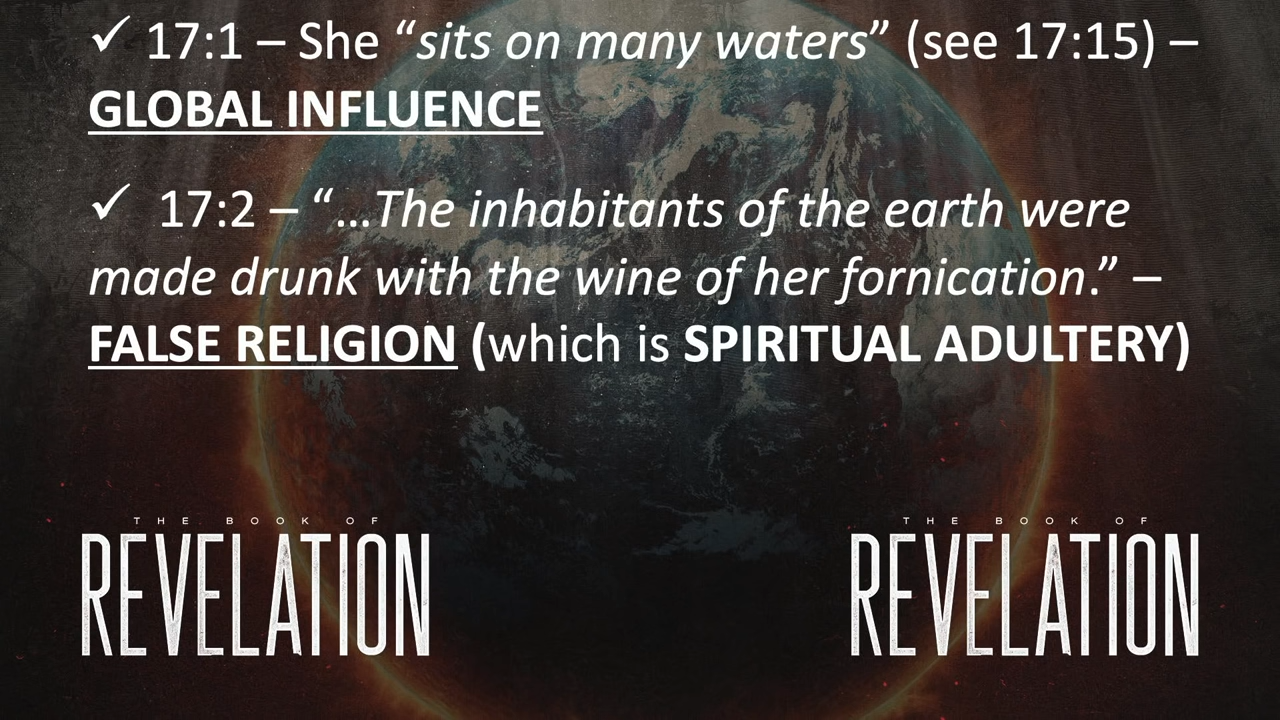 ✓ 17:1 – She “sits on many waters” (see 17:15) –
GLOBAL INFLUENCE
✓ 17:2 – “…The inhabitants of the earth were
made drunk with the wine of her fornication.” –
FALSE RELIGION (which is SPIRITUAL ADULTERY)
THE BOOK OF
REVELATION
THE BOOK OF
REVELATION